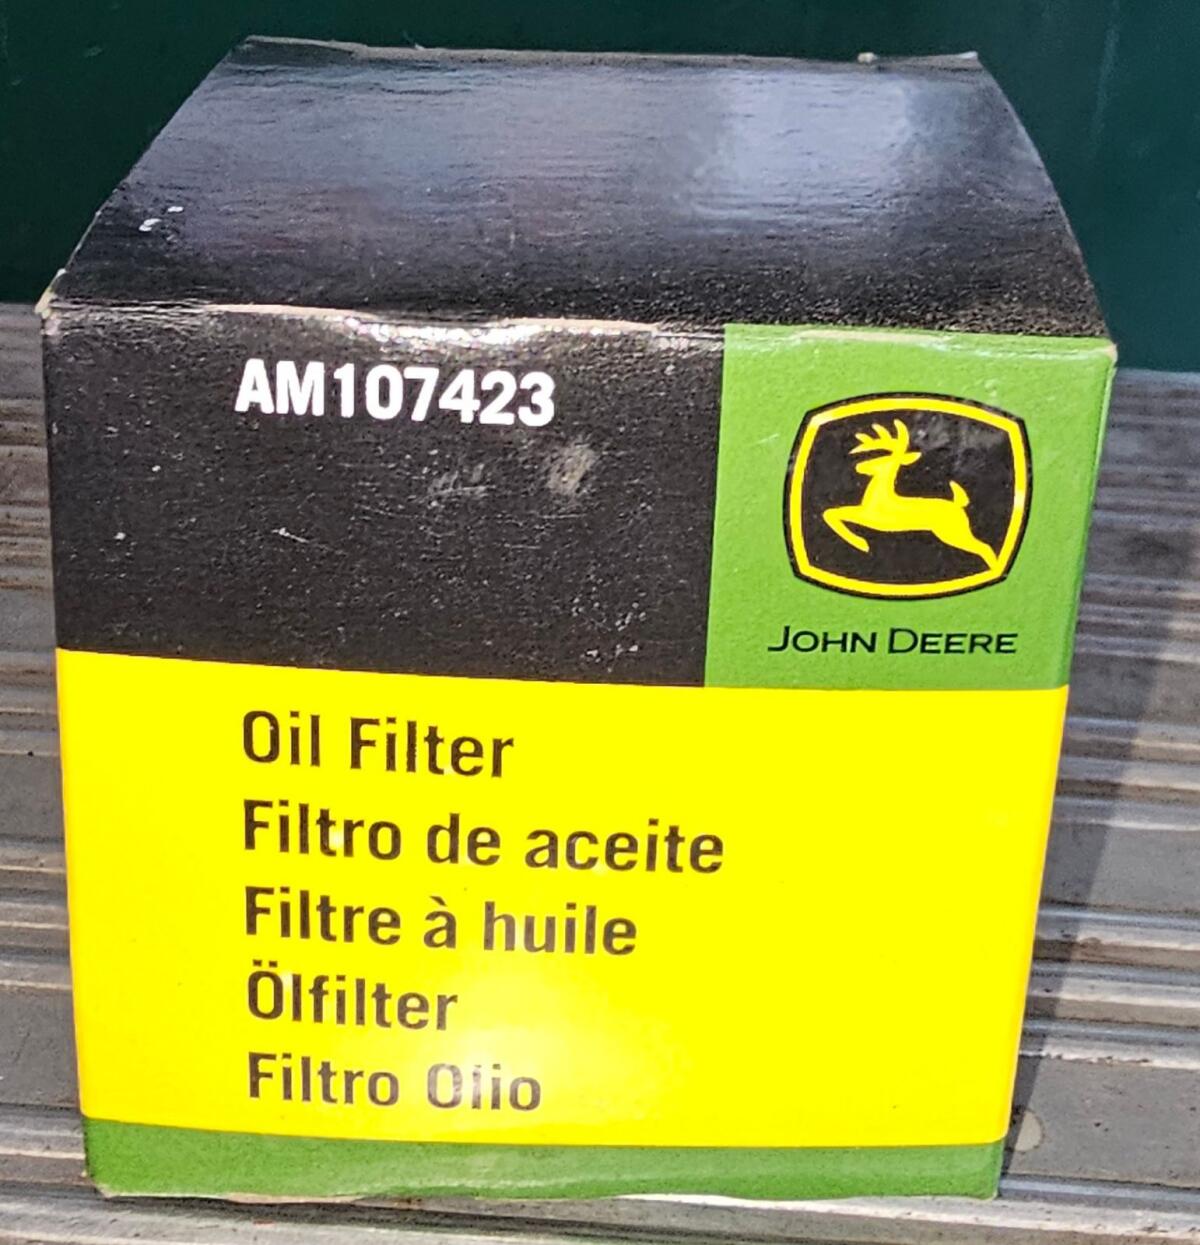 AM107423
JOHN DEERE
Oil Filter
Filtro de aceite
Filtre à huile
Ölfilter
Filtro Olio